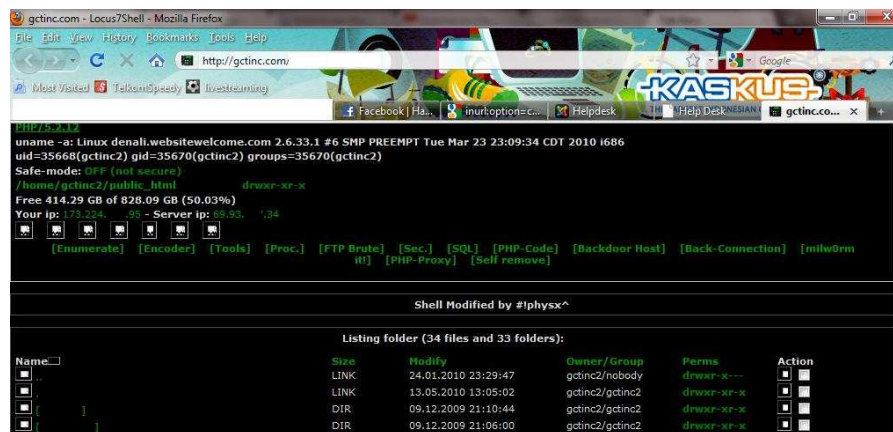 gctinc.com - Locus7Shell - Mozilla Firefox
File Edit View History Bookmarks Tools Help
http://gctinc.com/
Google
Most Visited TelkomSpeedy livestreaming
KASKUS
Facebook | Ha... inurl:option=c... Helpdesk Help Desk gctinc.co...
PHP/5.2.12
uname -a: Linux denali.websitewelcome.com 2.6.33.1 #6 SMP PREEMPT Tue Mar 23 23:09:34 CDT 2010 i686
uid=35668(gctinc2) gid=35670(gctinc2) groups=35670(gctinc2)
Safe-mode: OFF (not secure)
/home/gctinc2/public_html drwxr-xr-x
Free 414.29 GB of 828.09 GB (50.03%)
Your ip: 173.224. .95 - Server ip: 69.93. .34
[Enumerate] [Encoder] [Tools] [Proc.] [FTP Brute] [Sec.] [SQL] [PHP-Code] [Backdoor Host] [Back-Connection] [milw0rm
it!] [PHP-Proxy] [Self remove]
Shell Modified by #!physx^
Listing folder (34 files and 33 folders):
Name Size Modify Owner/Group Perms Action
.. LINK 24.01.2010 23:29:47 gctinc2/nobody drwxr-x---
. LINK 13.05.2010 13:05:02 gctinc2/gctinc2 drwxr-xr-x
[ ] DIR 09.12.2009 21:10:44 gctinc2/gctinc2 drwxr-xr-x
[ ] DIR 09.12.2009 21:06:00 gctinc2/gctinc2 drwxr-xr-x